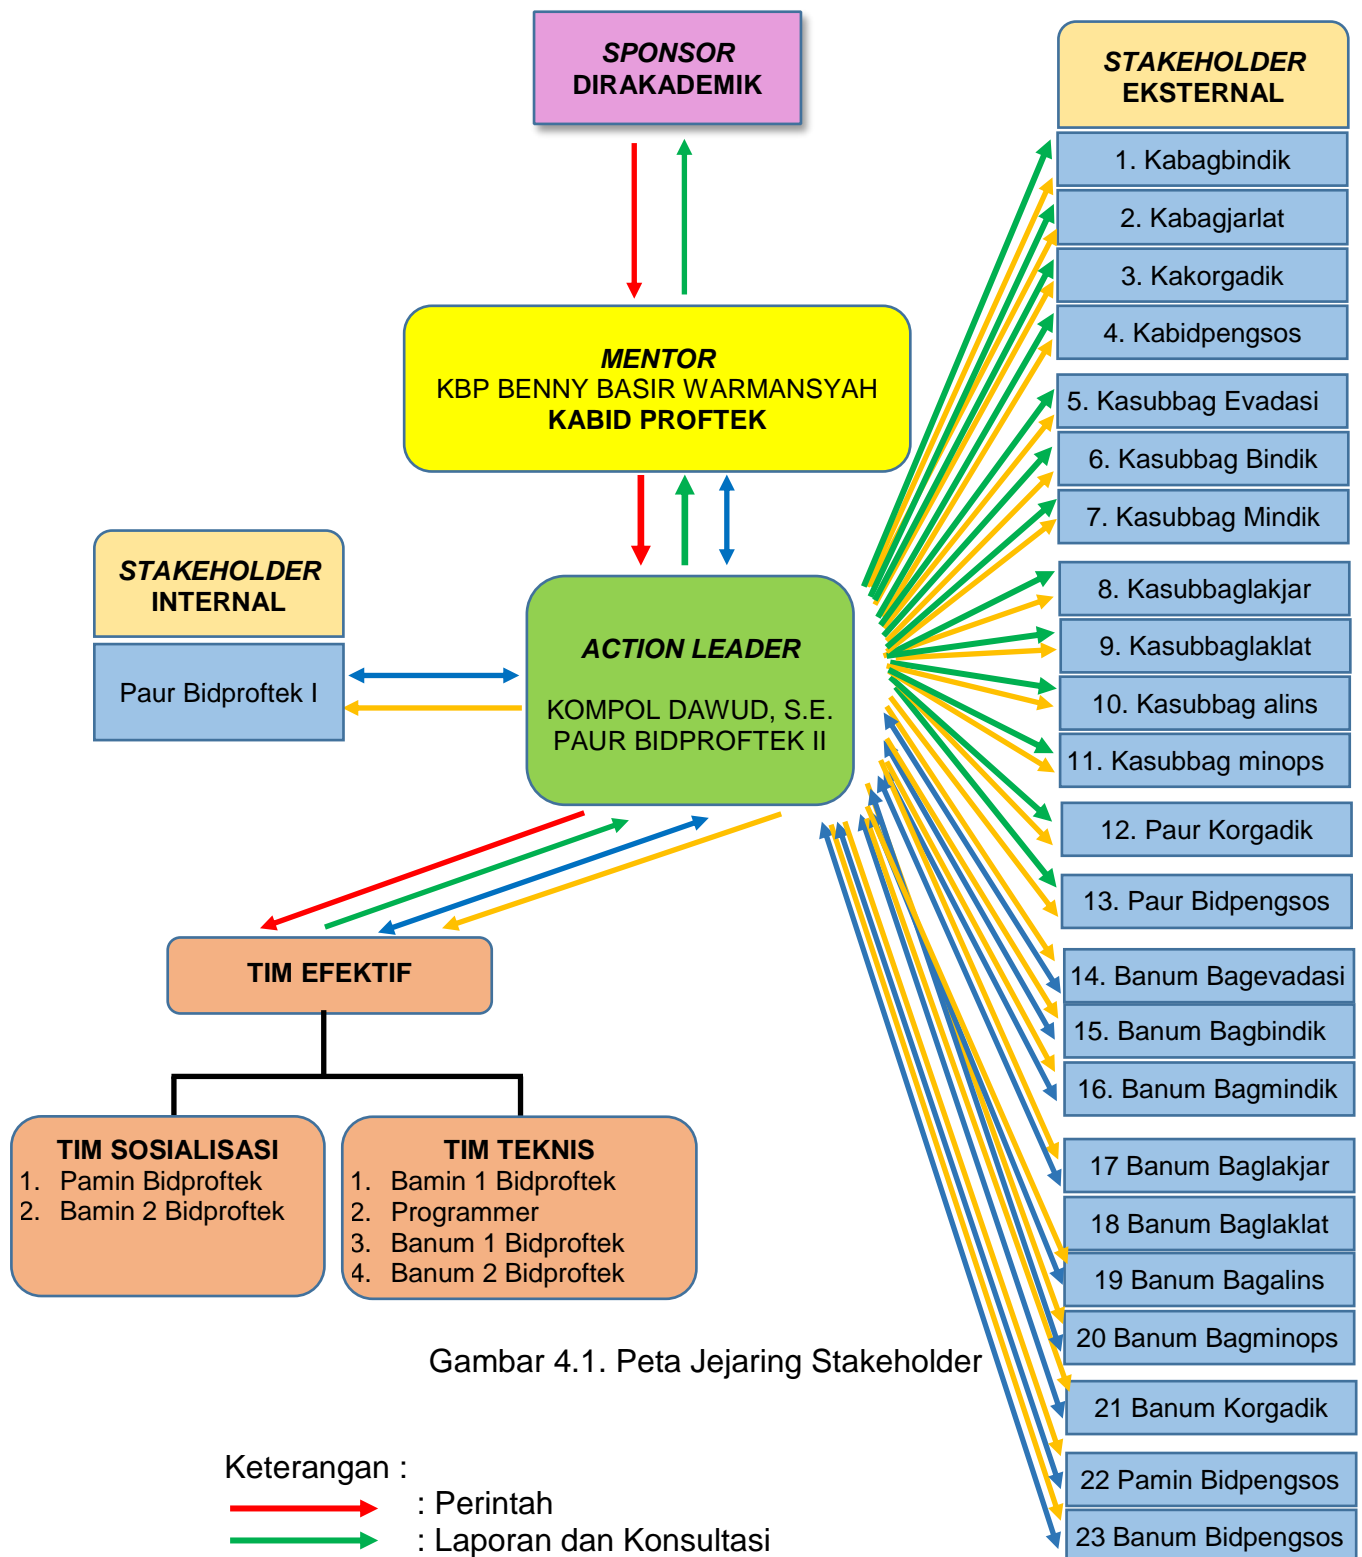 SPONSOR
DIRAKADEMIK
STAKEHOLDER
EKSTERNAL
1. Kabagbindik
2. Kabagjarlat
3. Kakorgadik
4. Kabidpengsos
5. Kasubbag Evadasi
6. Kasubbag Bindik
7. Kasubbag Mindik
8. Kasubbaglakjar
9. Kasubbaglaklat
10. Kasubbag alins
11. Kasubbag minops
12. Paur Korgadik
13. Paur Bidpengsos
14. Banum Bagevadasi
15. Banum Bagbindik
16. Banum Bagmindik
17 Banum Baglakjar
18 Banum Baglaklat
19 Banum Bagalins
20 Banum Bagminops
21 Banum Korgadik
22 Pamin Bidpengsos
23 Banum Bidpengsos
MENTOR
KBP BENNY BASIR WARMANSYAH
KABID PROFTEK
STAKEHOLDER
INTERNAL
Paur Bidproftek I
ACTION LEADER
KOMPOL DAWUD, S.E.
PAUR BIDPROFTEK II
TIM EFEKTIF
TIM SOSIALISASI
1. Pamin Bidproftek
2. Bamin 2 Bidproftek
TIM TEKNIS
1. Bamin 1 Bidproftek
2. Programmer
3. Banum 1 Bidproftek
4. Banum 2 Bidproftek
Gambar 4.1. Peta Jejaring Stakeholder
Keterangan :
: Perintah
: Laporan dan Konsultasi